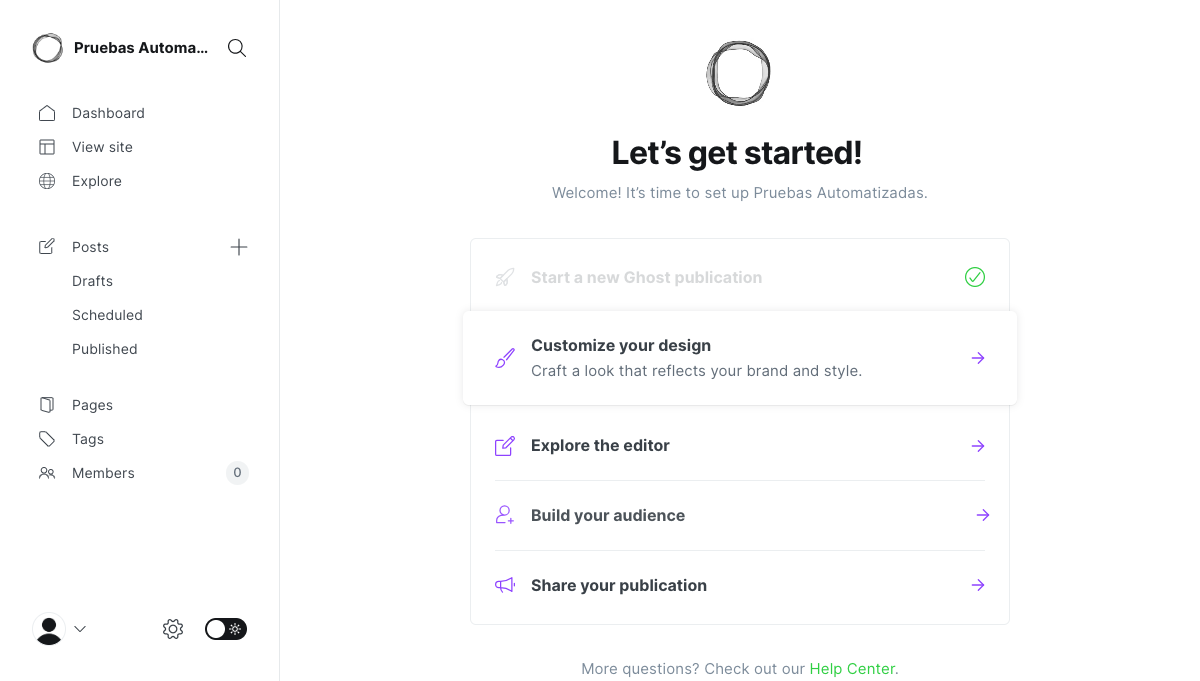 Pruebas Automa...
Dashboard
View site
Explore
Posts
Drafts
Scheduled
Published
Pages
Tags
Members 0
Let’s get started!
Welcome! It’s time to set up Pruebas Automatizadas.
Start a new Ghost publication
Customize your design
Craft a look that reflects your brand and style.
Explore the editor
Build your audience
Share your publication
More questions? Check out our Help Center.